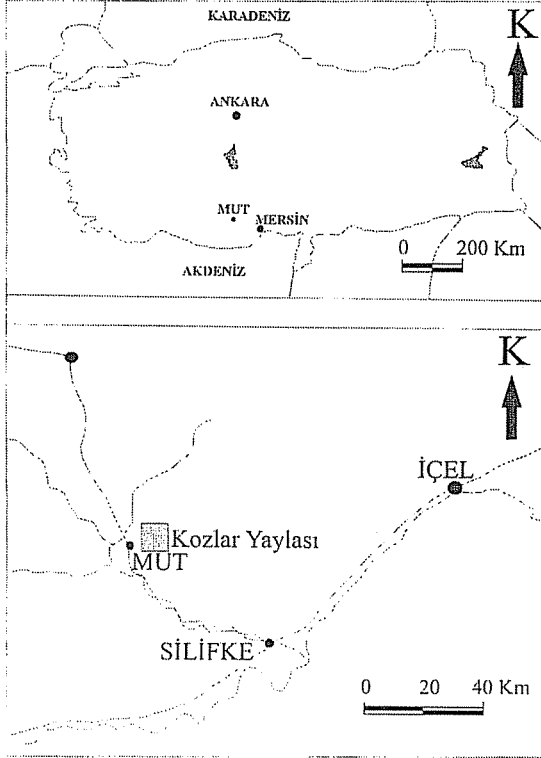 KARADENİZ
K
ANKARA
MUT
MERSİN
AKDENİZ
0 200 Km
K
İÇEL
Kozlar Yaylası
MUT
SİLİFKE
0 20 40 Km